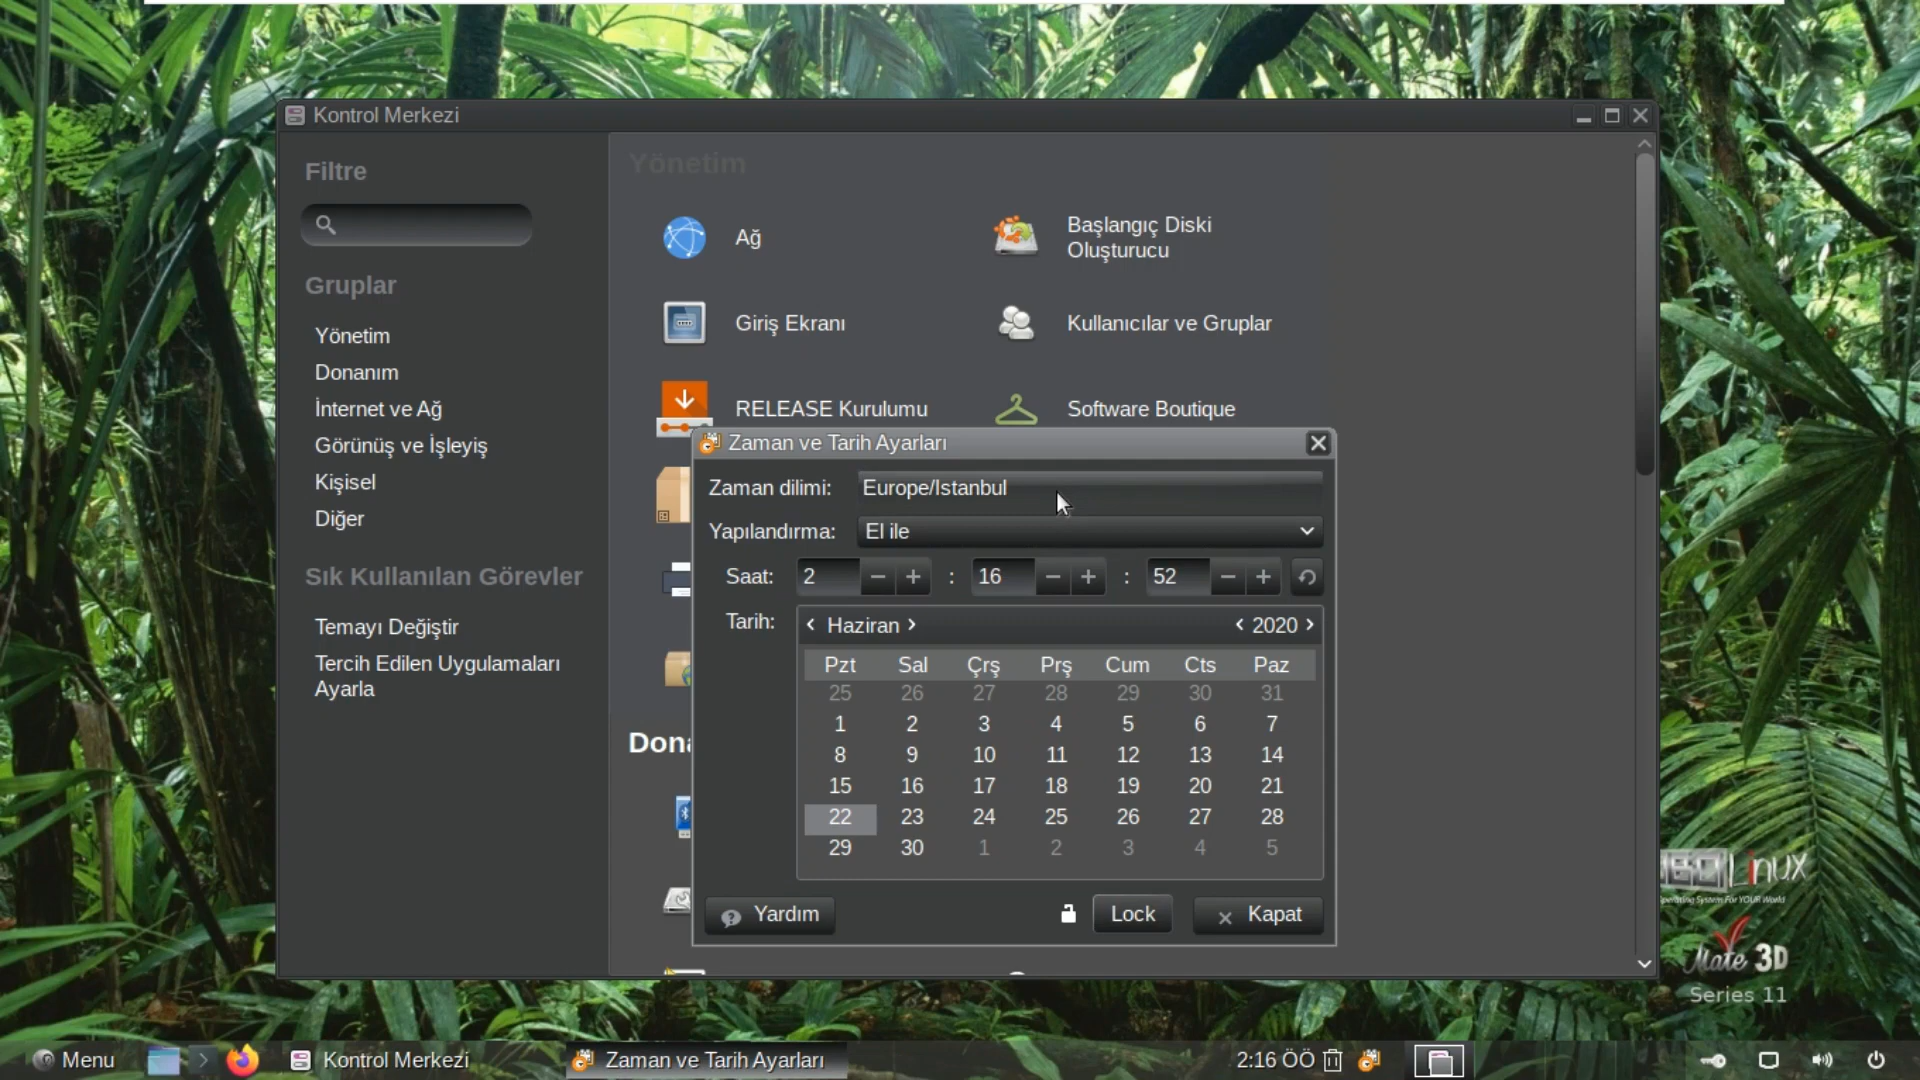 Kontrol Merkezi
Filtre
Gruplar
Yönetim
Donanım
İnternet ve Ağ
Görünüş ve İşleyiş
Kişisel
Diğer
Sık Kullanılan Görevler
Temayı Değiştir
Tercih Edilen Uygulamaları
Ayarla
Yönetim
Ağ
Başlangıç Diski
Oluşturucu
Giriş Ekranı
Kullanıcılar ve Gruplar
RELEASE Kurulumu
Software Boutique
Zaman ve Tarih Ayarları
Zaman dilimi: Europe/Istanbul
Yapılandırma: El ile
Saat: 2 − + : 16 − + : 52 − +
Tarih: < Haziran > < 2020 >
Pzt Sal Çrş Prş Cum Cts Paz
25 26 27 28 29 30 31
1 2 3 4 5 6 7
8 9 10 11 12 13 14
15 16 17 18 19 20 21
22 23 24 25 26 27 28
29 30 1 2 3 4 5
Yardım Lock Kapat
Linux
System For YOUR World
Mate 3D
Series 11
Menu Kontrol Merkezi Zaman ve Tarih Ayarları 2:16 ÖÖ